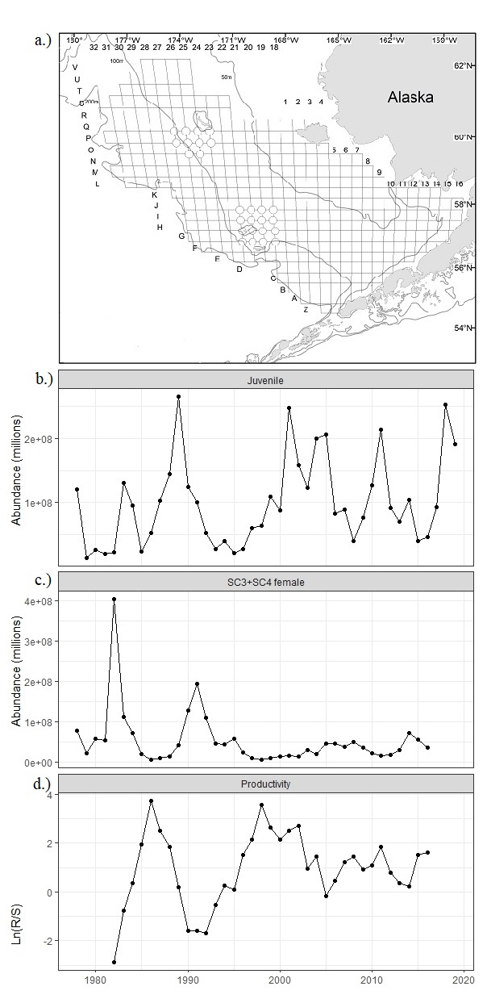 a.)
180° 177°W 174°W 171°W 168°W 165°W 162°W 159°W
32 31 30 29 28 27 26 25 24 23 22 21 20 19 18
100m
50m
62°N
V
U
T
S 200m
R
Q
P
O
N
M
L
K
J
I
H
G
F
E
D
C
B
A
Z
1 2 3 4
Alaska
60°N
5 6 7
8
9
10 11 12 13 14 15 16
58°N
56°N
54°N
b.)
Juvenile
Abundance (millions)
2e+08
1e+08
c.)
SC3+SC4 female
Abundance (millions)
4e+08
3e+08
2e+08
1e+08
0e+00
d.)
Productivity
Ln(R/S)
4
2
0
-2
1980 1990 2000 2010 2020